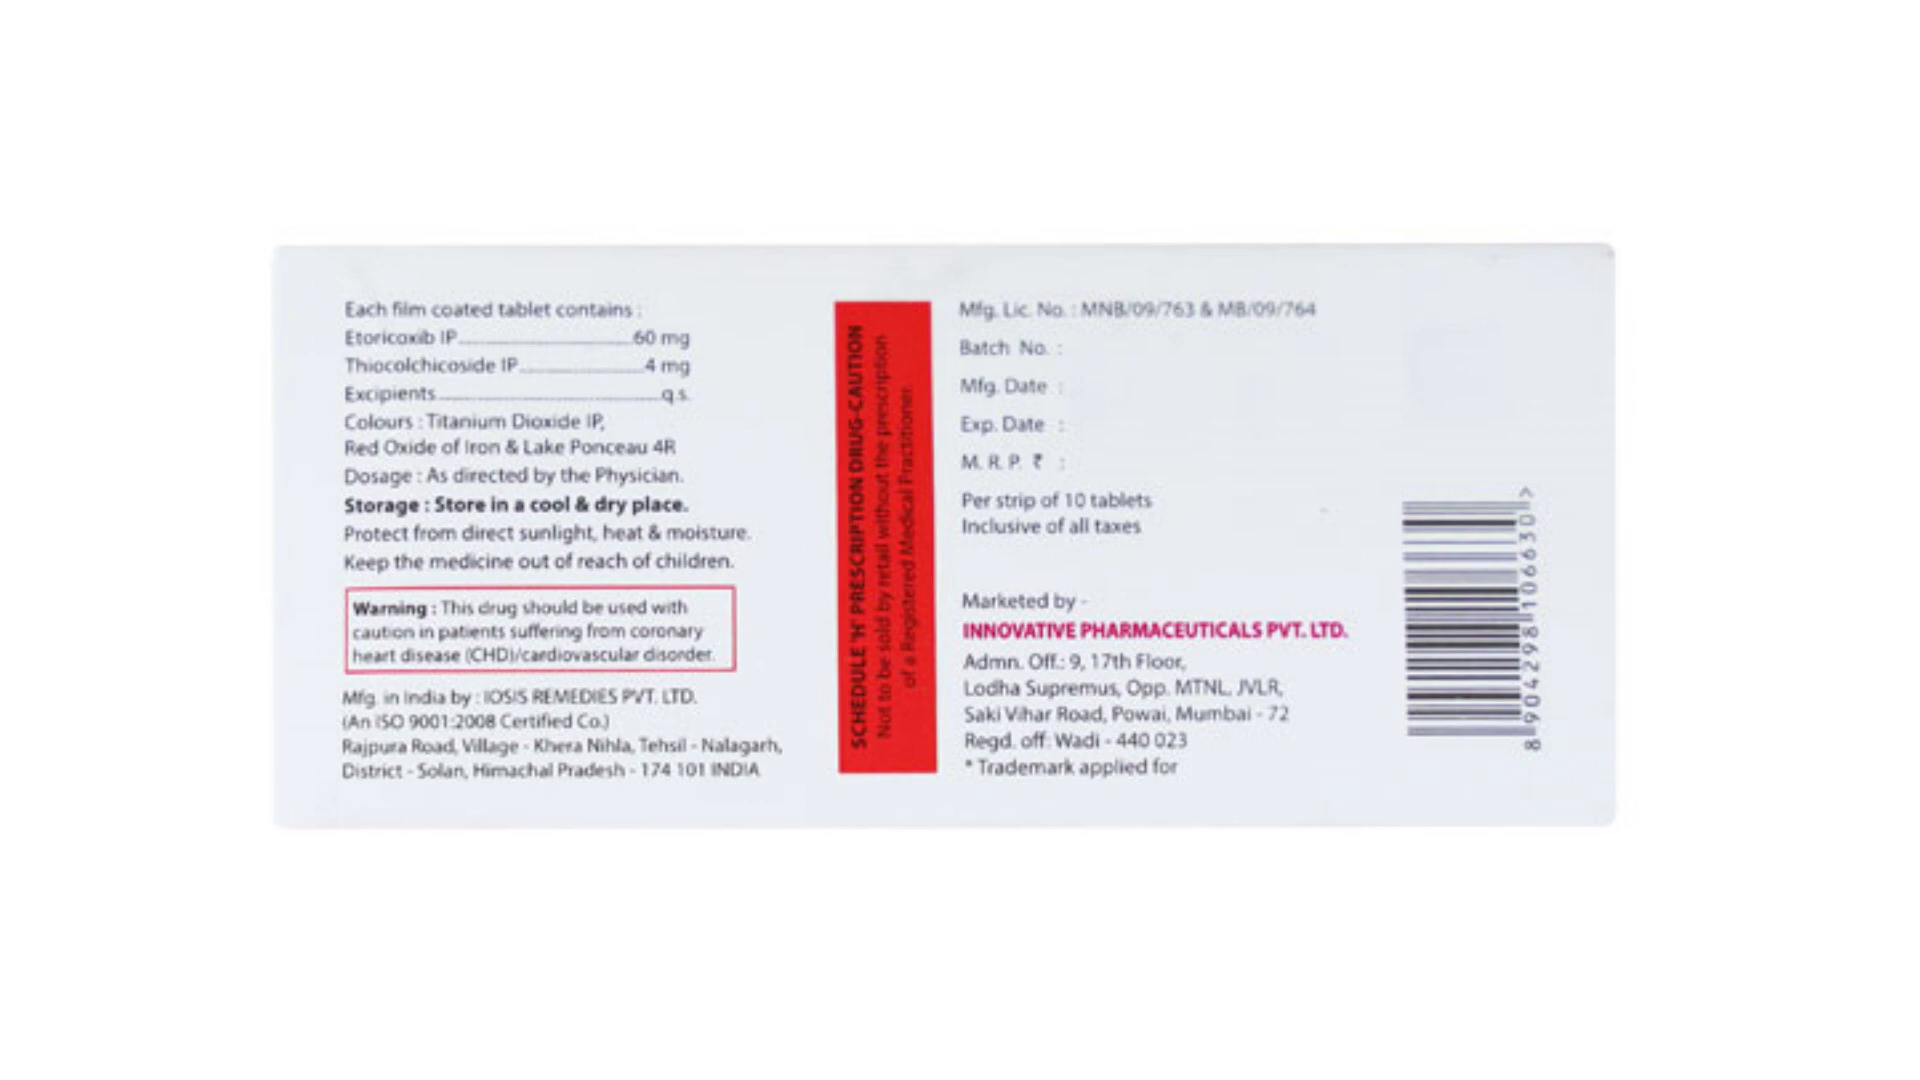 Each film coated tablet contains :
Etoricoxib IP 60 mg
Thiocolchicoside IP 4 mg
Excipients q.s.
Colours : Titanium Dioxide IP,
Red Oxide of Iron & Lake Ponceau 4R
Dosage : As directed by the Physician.
Storage : Store in a cool & dry place.
Protect from direct sunlight, heat & moisture.
Keep the medicine out of reach of children.
Warning : This drug should be used with
caution in patients suffering from coronary
heart disease (CHD)/cardiovascular disorder.
Mfg. in India by : IOSIS REMEDIES PVT. LTD.
(An ISO 9001:2008 Certified Co.)
Rajpura Road, Village - Khera Nihla, Tehsil - Nalagarh,
District - Solan, Himachal Pradesh - 174 101 INDIA
SCHEDULE 'H' PRESCRIPTION DRUG-CAUTION
Not to be sold by retail without the prescription
of a Registered Medical Practitioner.
Mfg. Lic. No. : MNB/09/763 & MB/09/764
Batch No. :
Mfg. Date :
Exp. Date :
M. R. P. ₹ :
Per strip of 10 tablets
Inclusive of all taxes
Marketed by -
INNOVATIVE PHARMACEUTICALS PVT. LTD.
Admn. Off.: 9, 17th Floor,
Lodha Supremus, Opp. MTNL, JVLR,
Saki Vihar Road, Powai, Mumbai - 72
Regd. off: Wadi - 440 023
* Trademark applied for
8 904298 106630 >